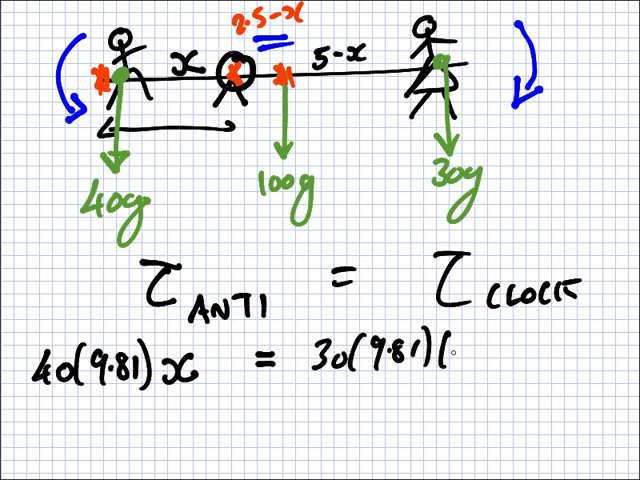 2.5-x
x 5-x
40g 100g 30g
τ ANTI = τ CLOCK
40(9.81)x = 30(9.81)(